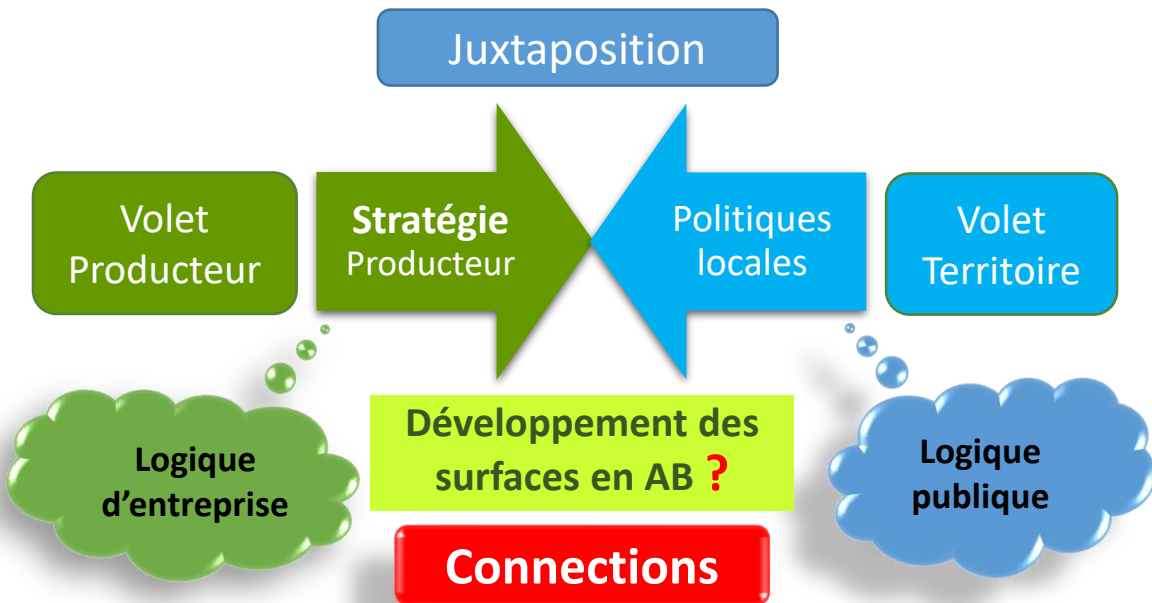 Juxtaposition
Volet
Producteur
Stratégie
Producteur
Politiques
locales
Volet
Territoire
Logique
d'entreprise
Développement des
surfaces en AB ?
Logique
publique
Connections